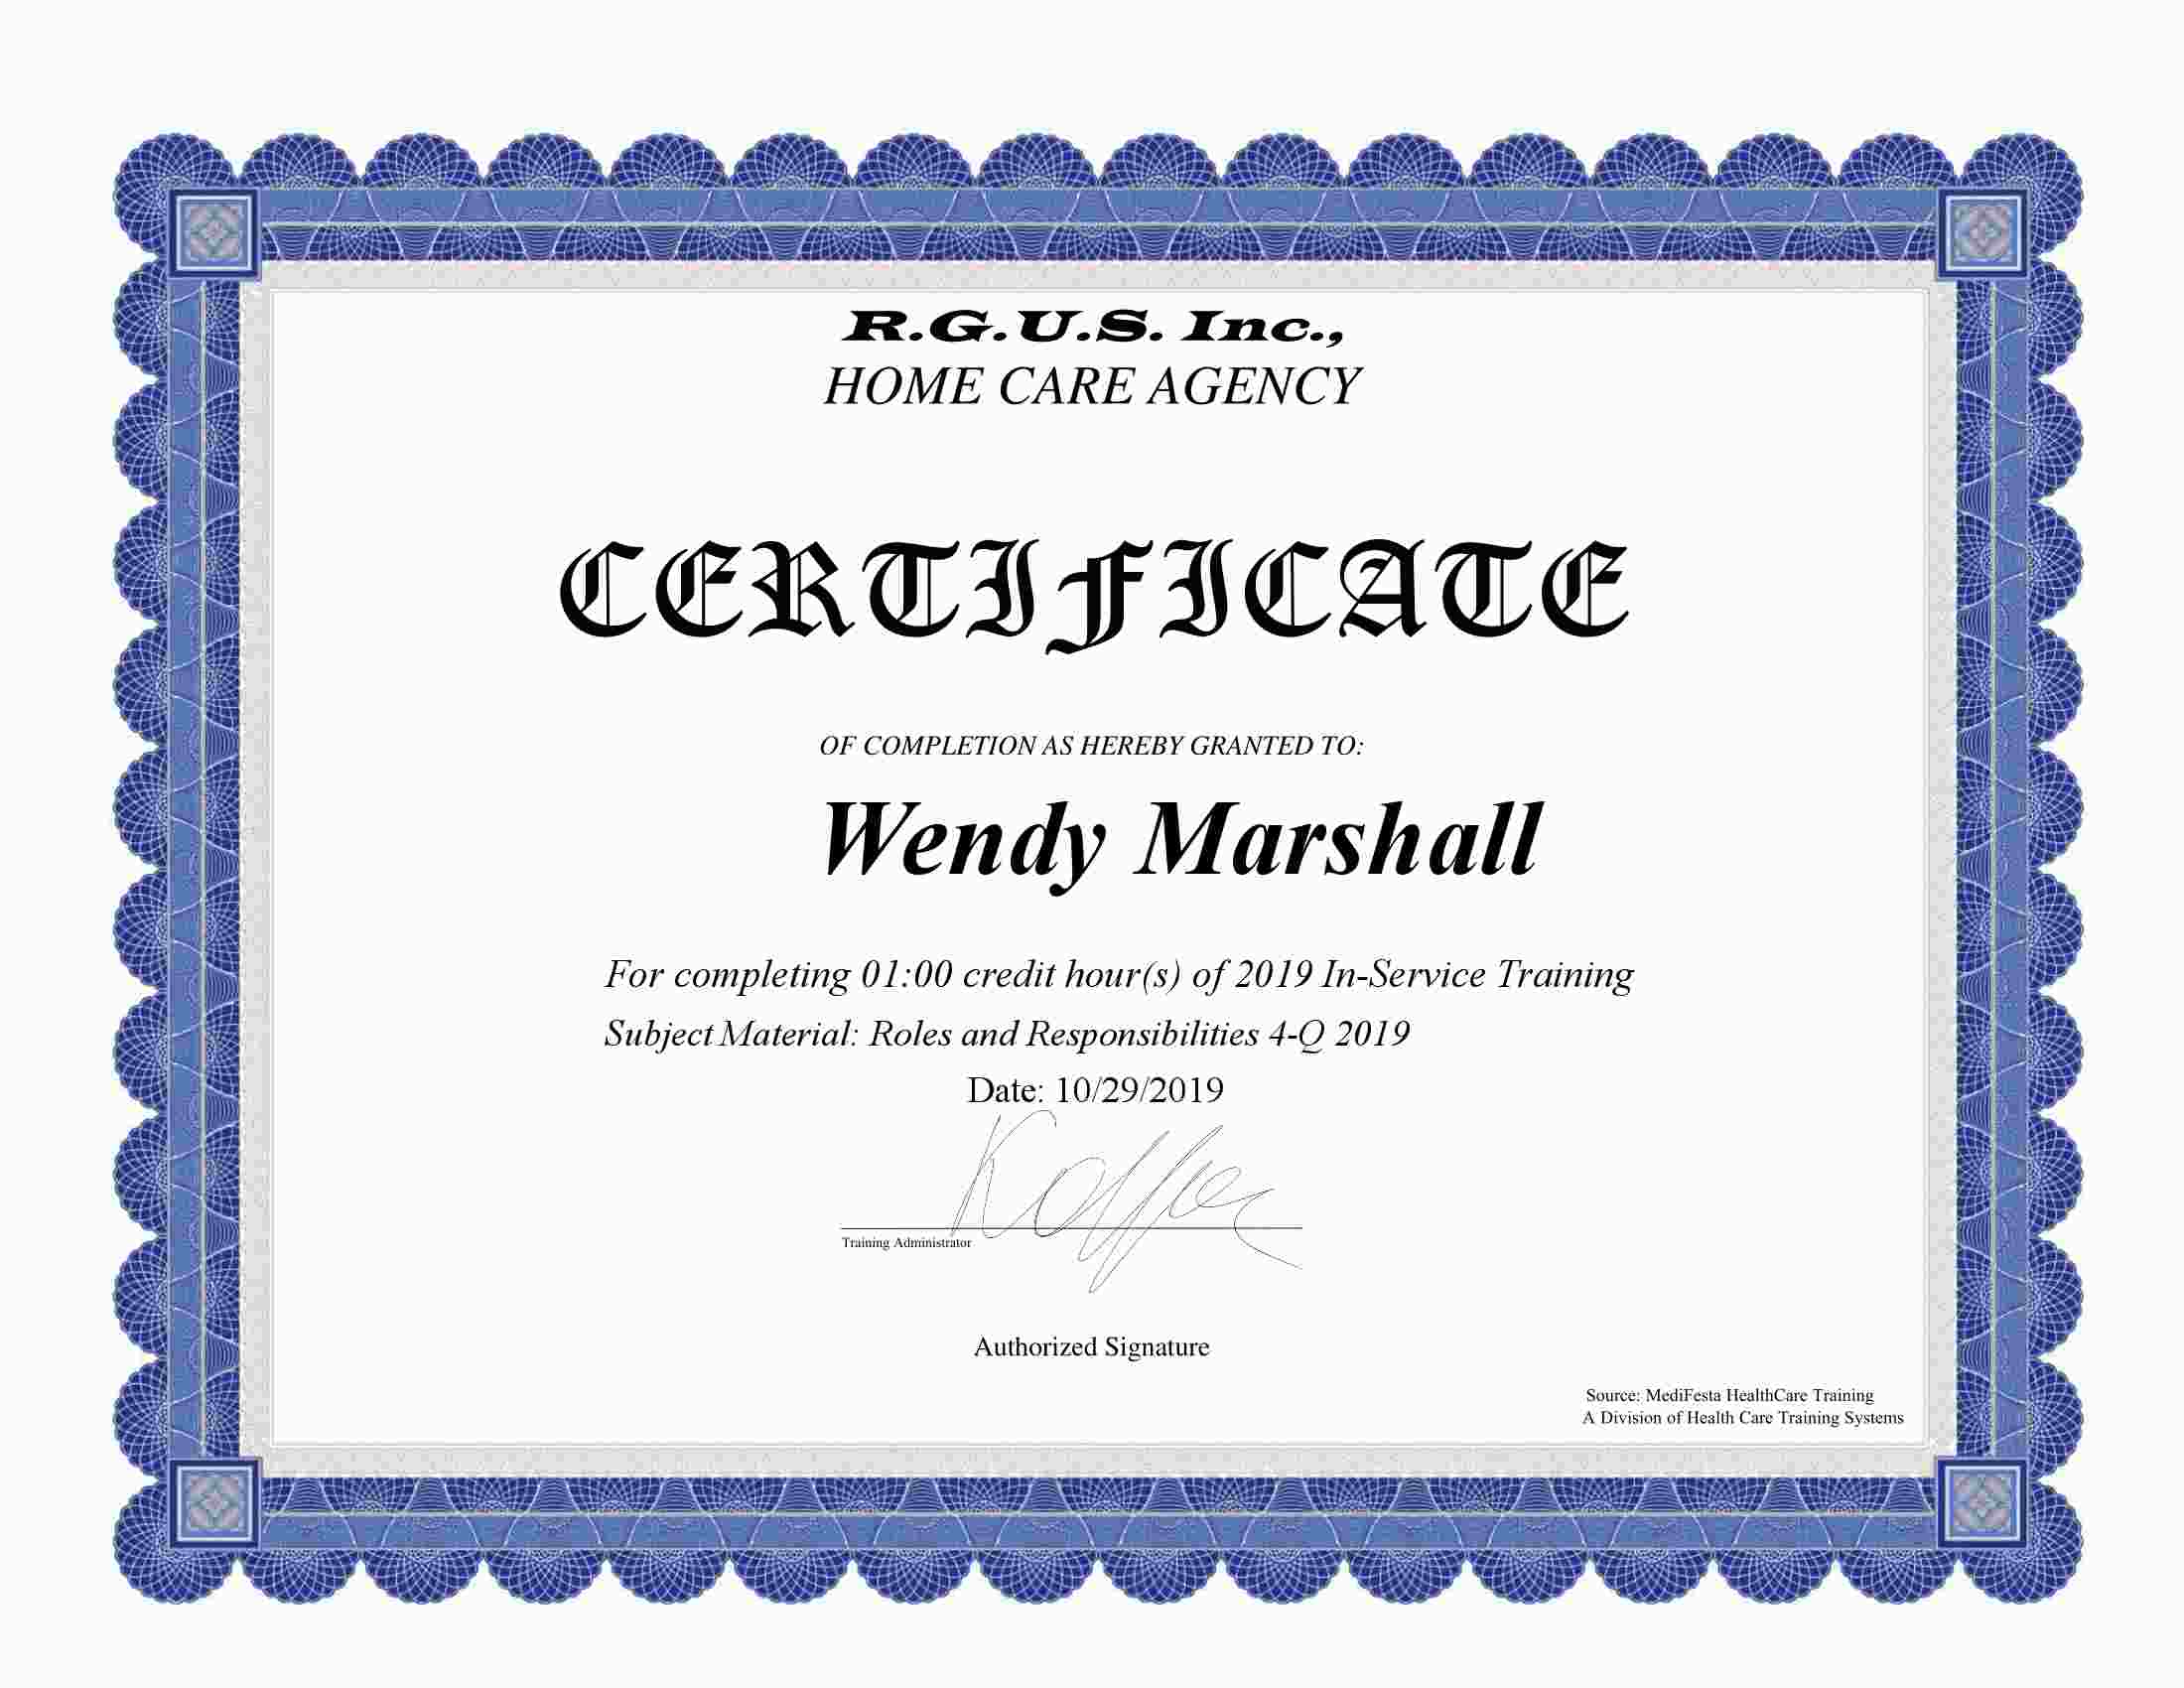 R.G.U.S. Inc.,
HOME CARE AGENCY
CERTIFICATE
OF COMPLETION AS HEREBY GRANTED TO:
Wendy Marshall
For completing 01:00 credit hour(s) of 2019 In-Service Training
Subject Material: Roles and Responsibilities 4-Q 2019
Date: 10/29/2019
Training Administrator
Authorized Signature
Source: MediFesta HealthCare Training
A Division of Health Care Training Systems